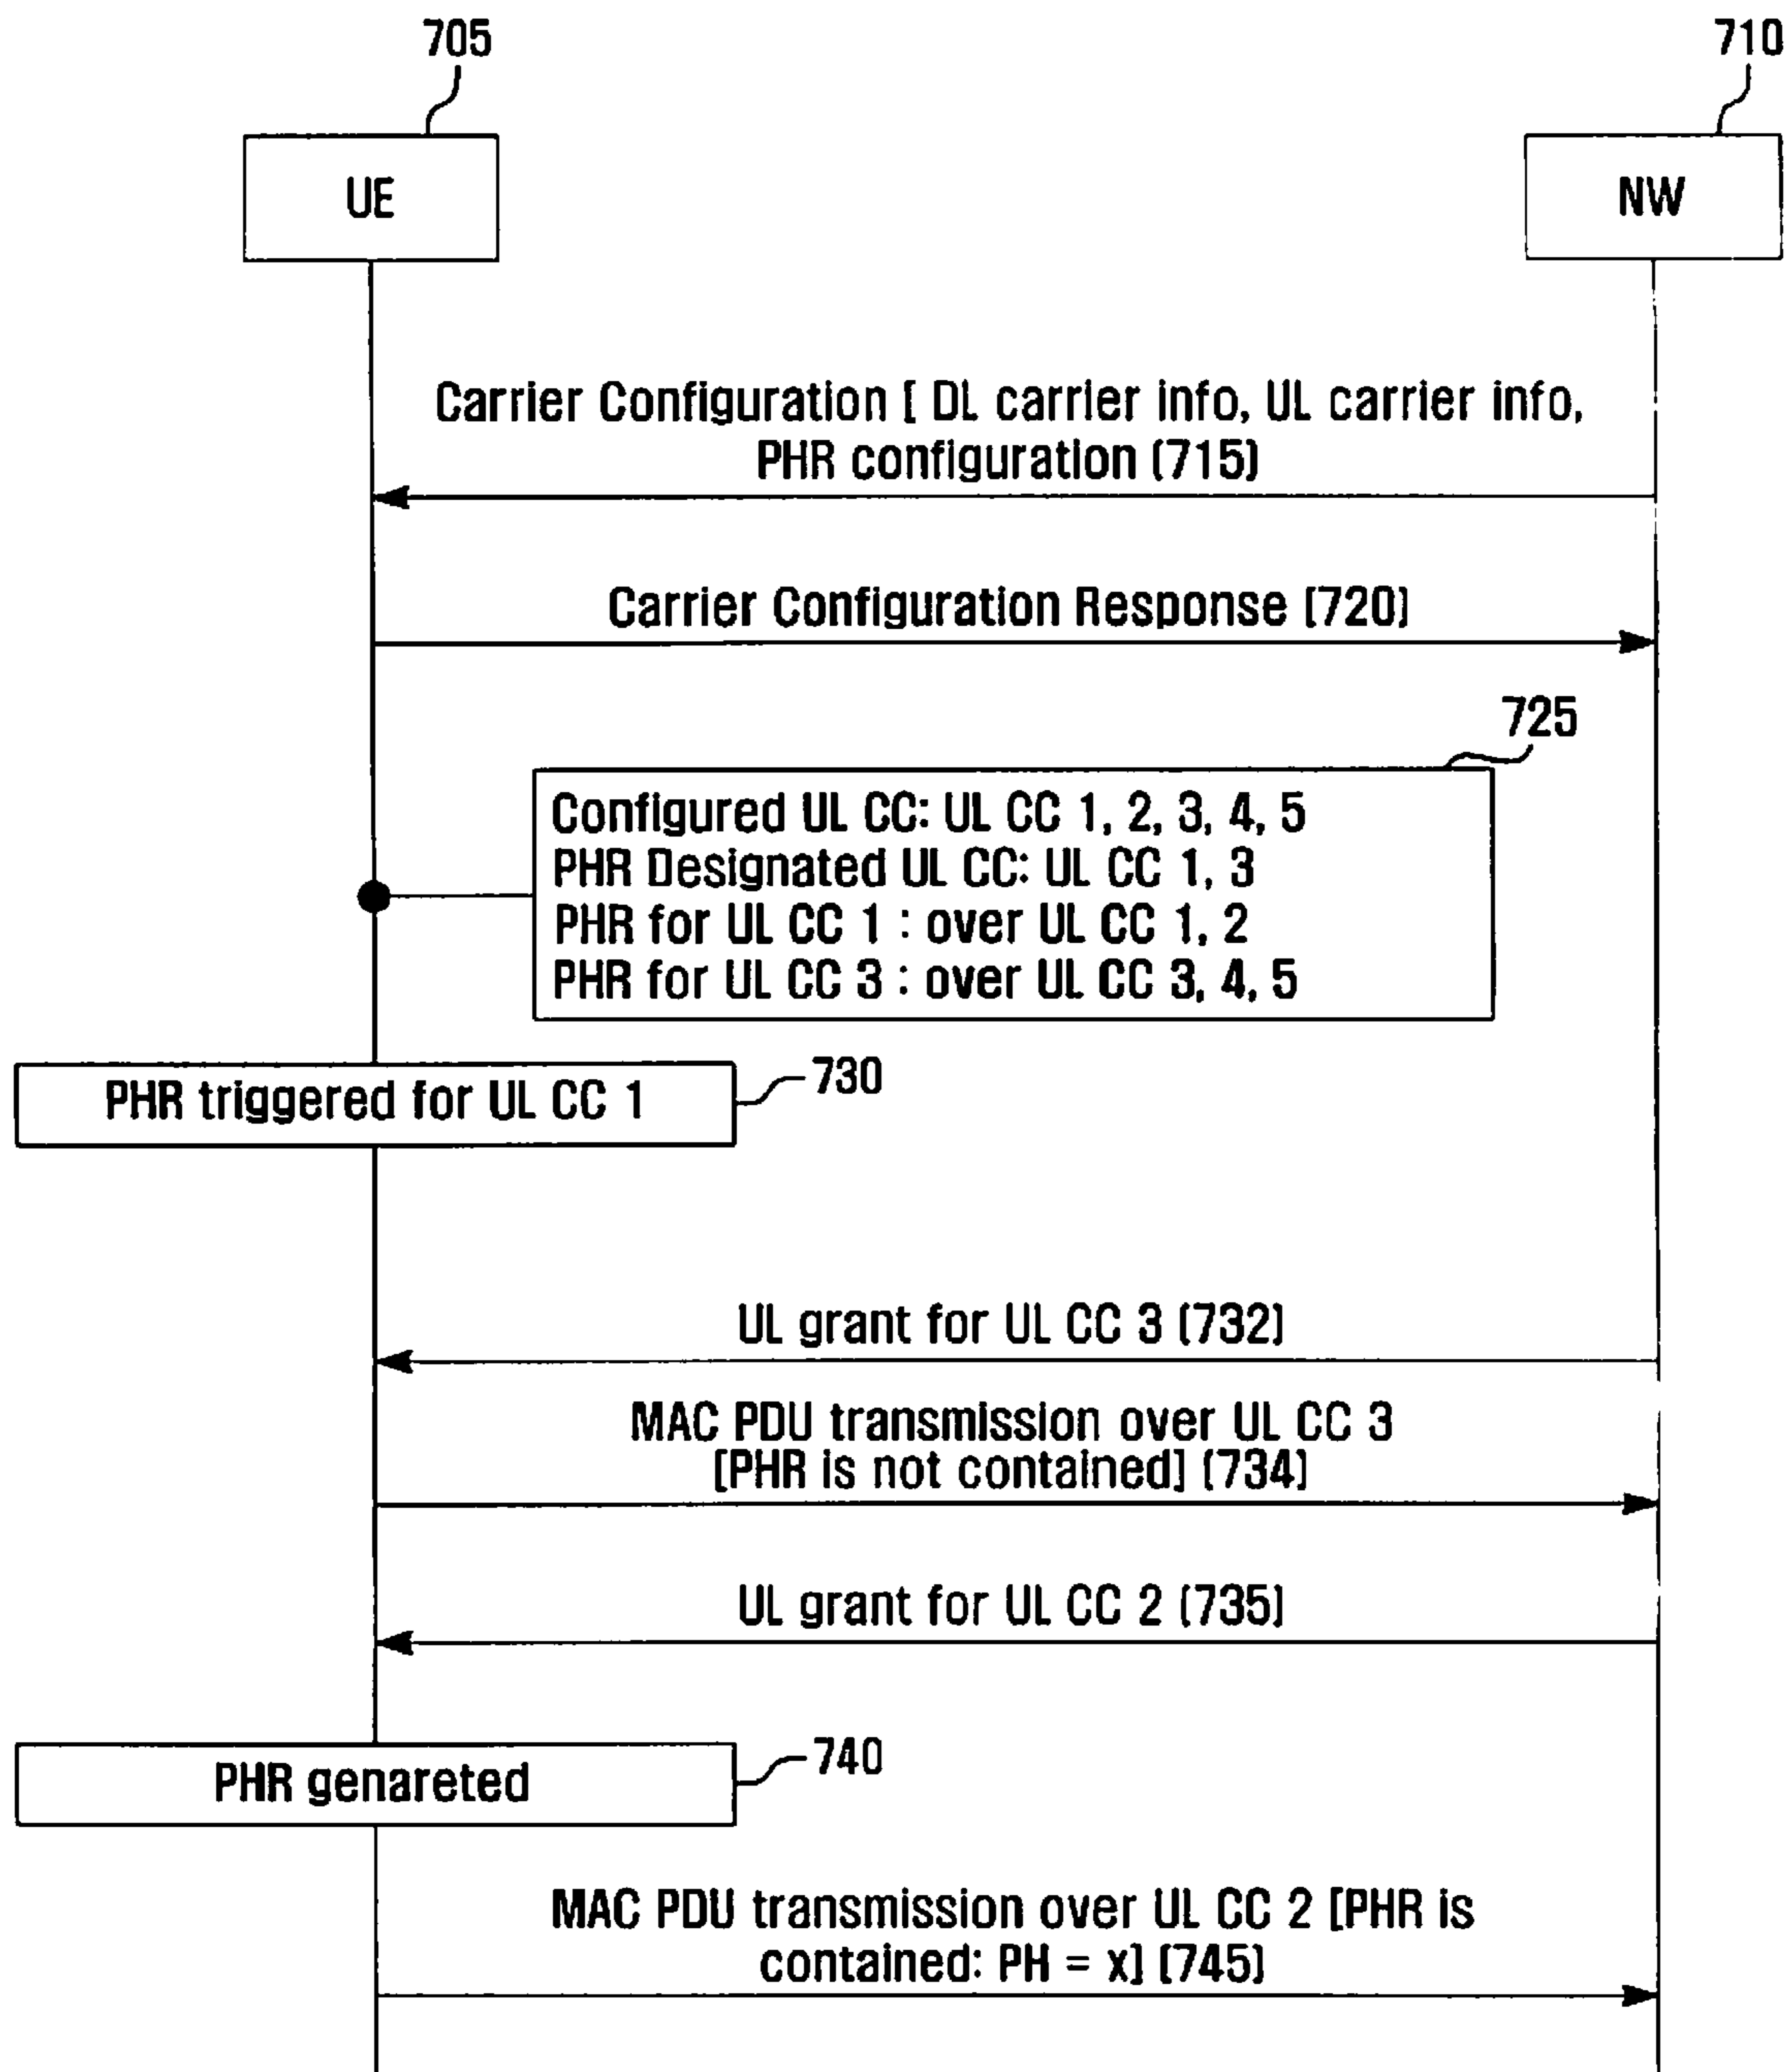 705
710
UE
NW
Carrier Configuration [ DL carrier info, UL carrier info,
PHR configuration (715)
Carrier Configuration Response (720)
725
Configured UL CC: UL CC 1, 2, 3, 4, 5
PHR Designated UL CC: UL CC 1, 3
PHR for UL CC 1 : over UL CC 1, 2
PHR for UL CC 3 : over UL CC 3, 4, 5
PHR triggered for UL CC 1
730
UL grant for UL CC 3 (732)
MAC PDU transmission over UL CC 3
[PHR is not contained] (734)
UL grant for UL CC 2 (735)
PHR genareted
740
MAC PDU transmission over UL CC 2 [PHR is
contained: PH = x] (745)